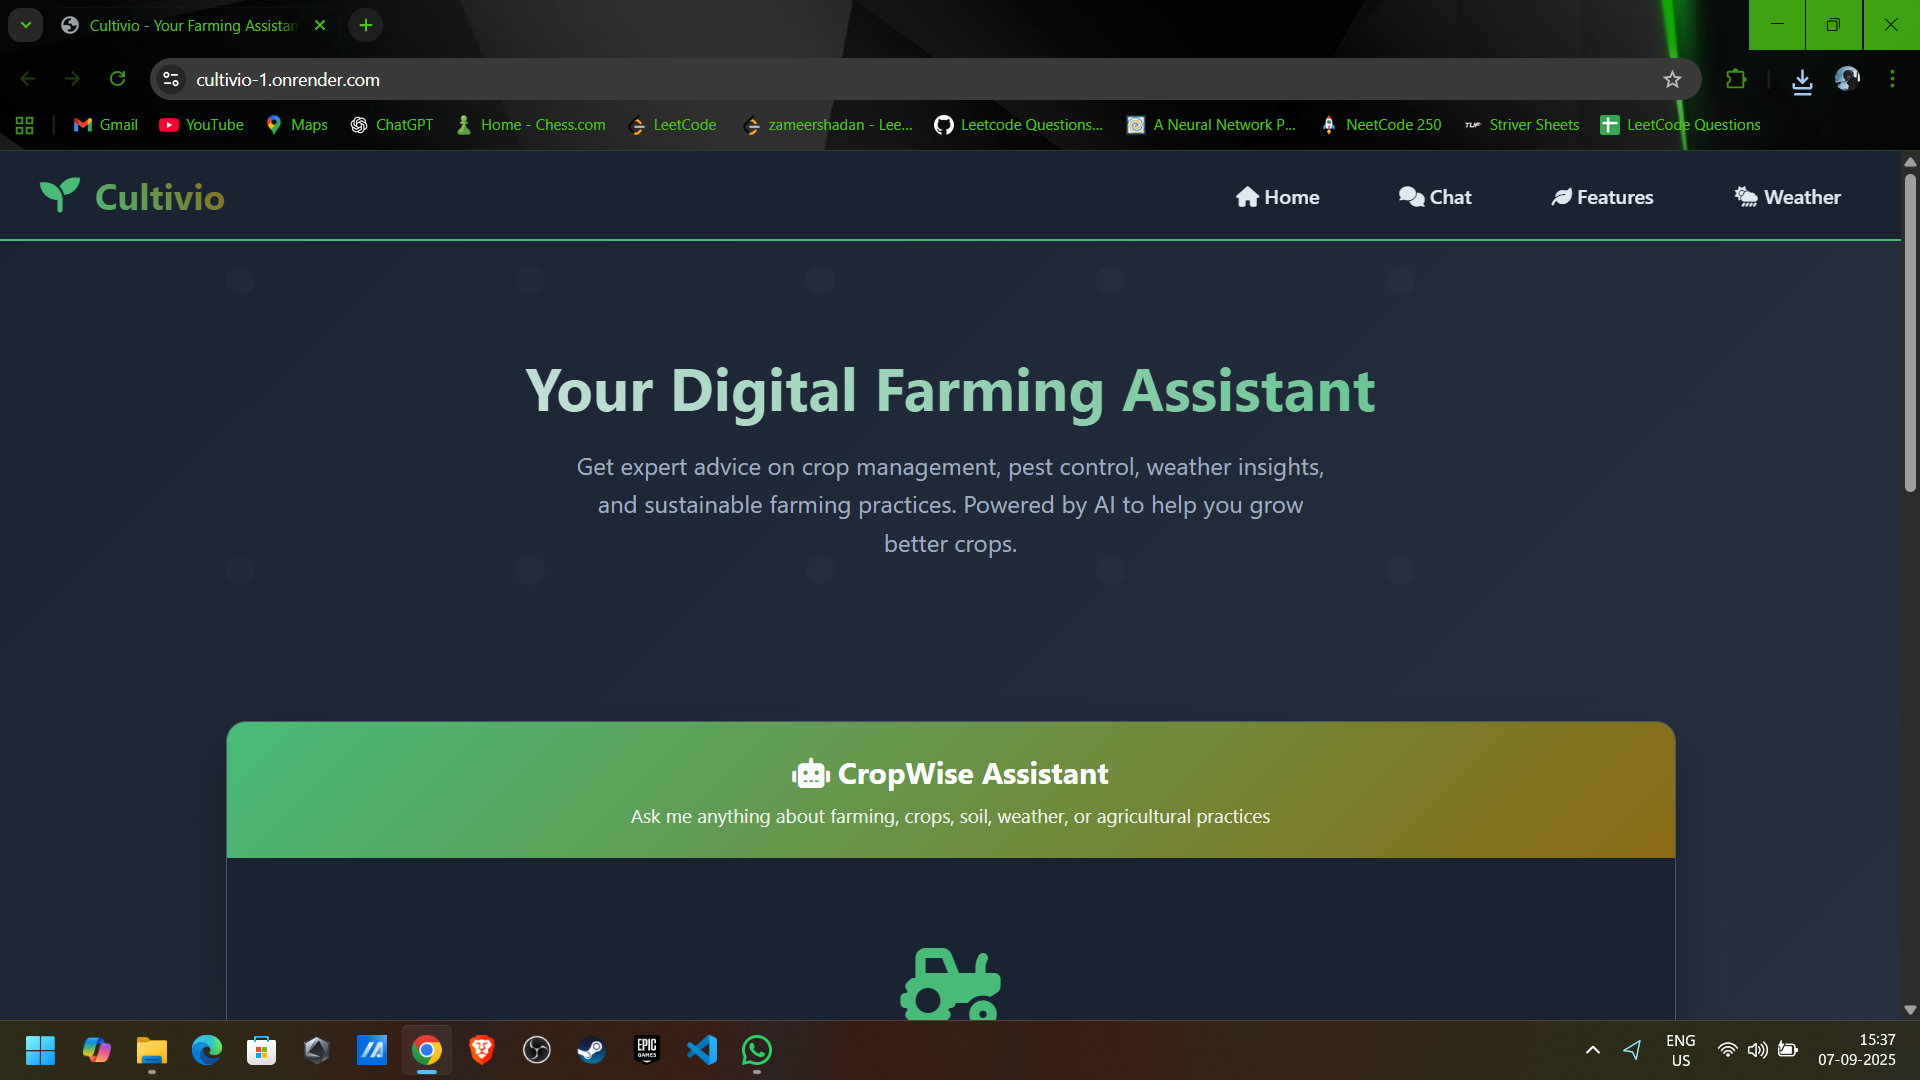 Cultivio - Your Farming Assistan
cultivio-1.onrender.com
Gmail YouTube Maps ChatGPT Home - Chess.com LeetCode zameershadan - Lee... Leetcode Questions... A Neural Network P... NeetCode 250 TUF Striver Sheets LeetCode Questions
Cultivio Home Chat Features Weather
Your Digital Farming Assistant
Get expert advice on crop management, pest control, weather insights,
and sustainable farming practices. Powered by AI to help you grow
better crops.
CropWise Assistant
Ask me anything about farming, crops, soil, weather, or agricultural practices
EPIC
GAMES
ENG
US
15:37
07-09-2025